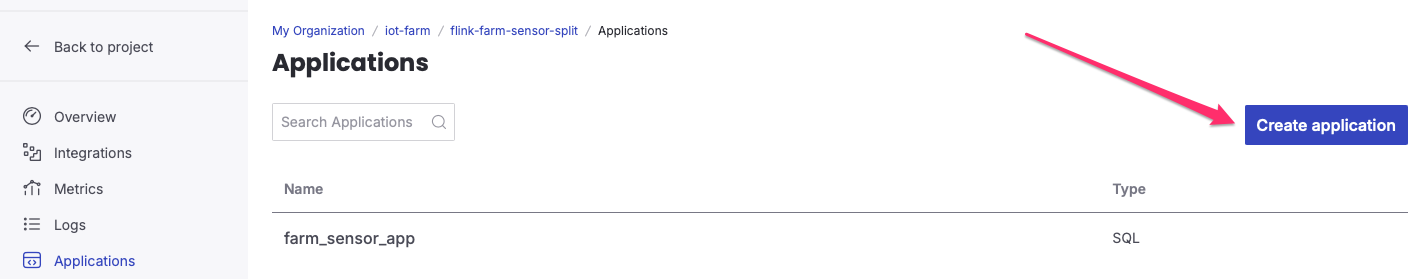 Back to project
Overview
Integrations
Metrics
Logs
Applications
My Organization / iot-farm / flink-farm-sensor-split / Applications
Applications
Search Applications
Create application
Name Type
farm_sensor_app SQL